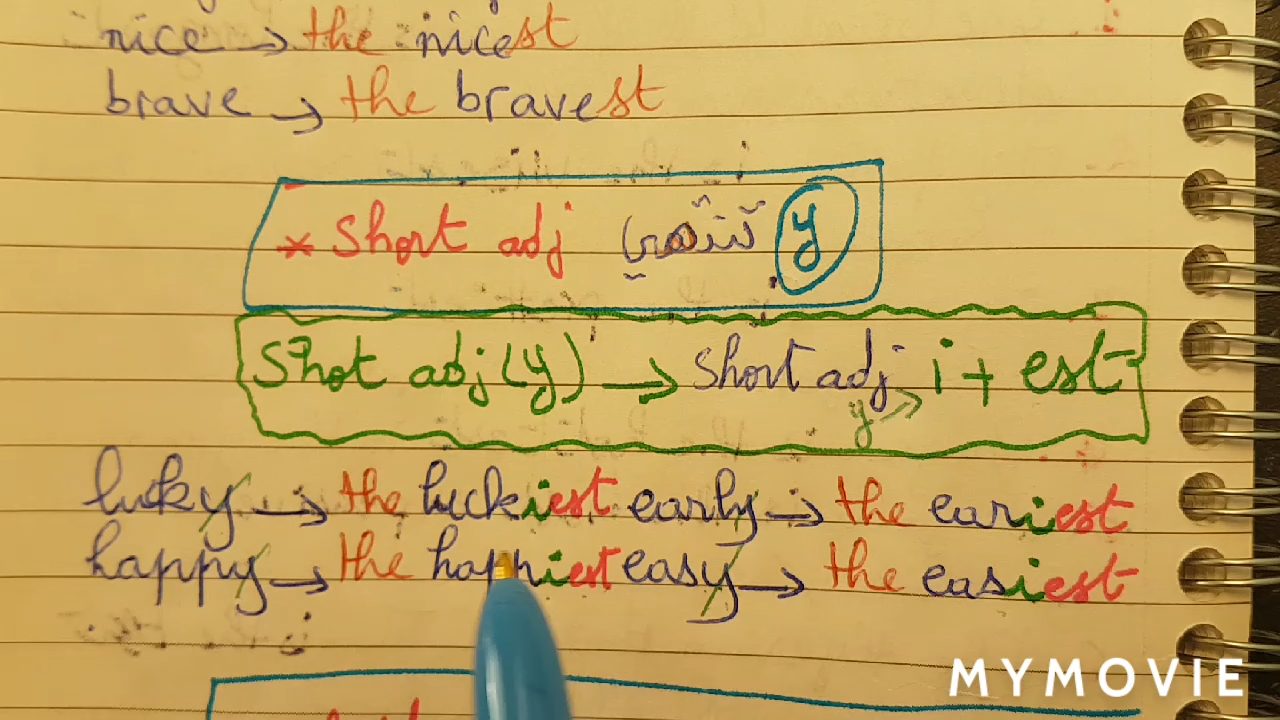 nice → the nicest
brave → the bravest
* Short adj تنتهي y
Shot adj (y) → Short adj i + est
y →
lucky → the luckiest early → the eariest
happy → the happiest easy → the easiest
MYMOVIE